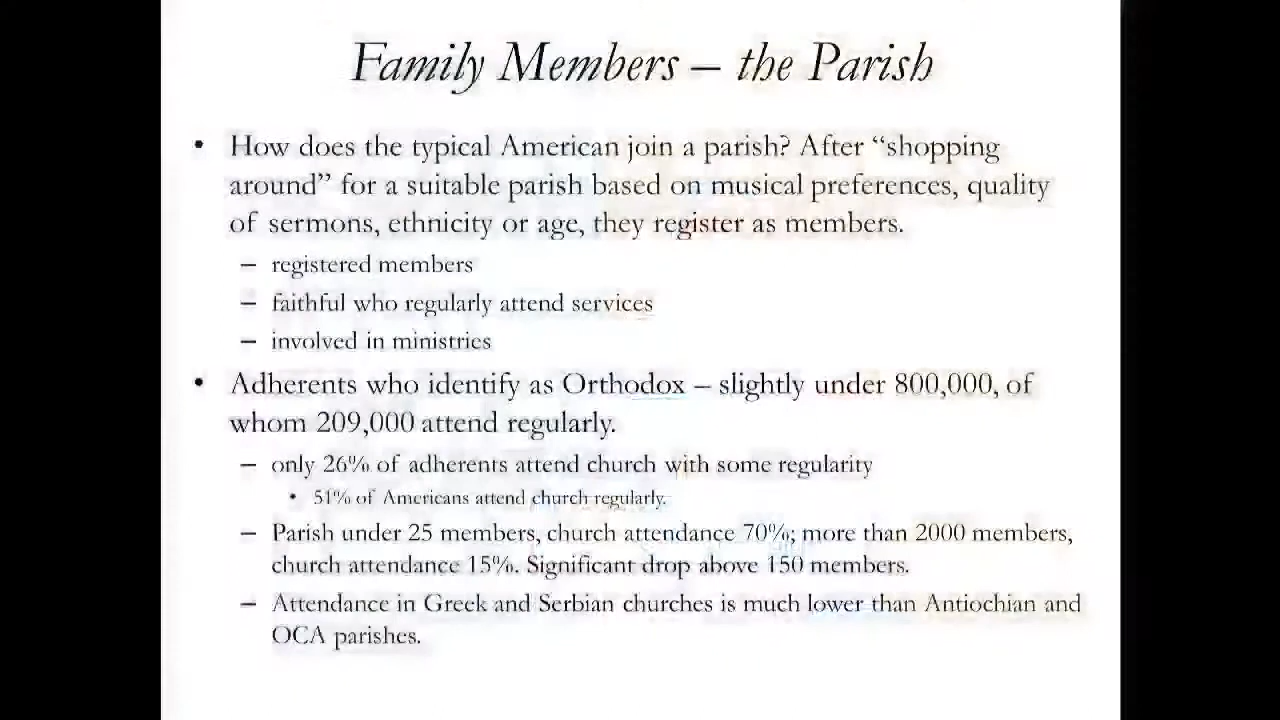 Family Members – the Parish
• How does the typical American join a parish? After “shopping
around” for a suitable parish based on musical preferences, quality
of sermons, ethnicity or age, they register as members.
– registered members
– faithful who regularly attend services
– involved in ministries
• Adherents who identify as Orthodox – slightly under 800,000, of
whom 209,000 attend regularly.
– only 26% of adherents attend church with some regularity
• 51% of Americans attend church regularly.
– Parish under 25 members, church attendance 70%; more than 2000 members,
church attendance 15%. Significant drop above 150 members.
– Attendance in Greek and Serbian churches is much lower than Antiochian and
OCA parishes.